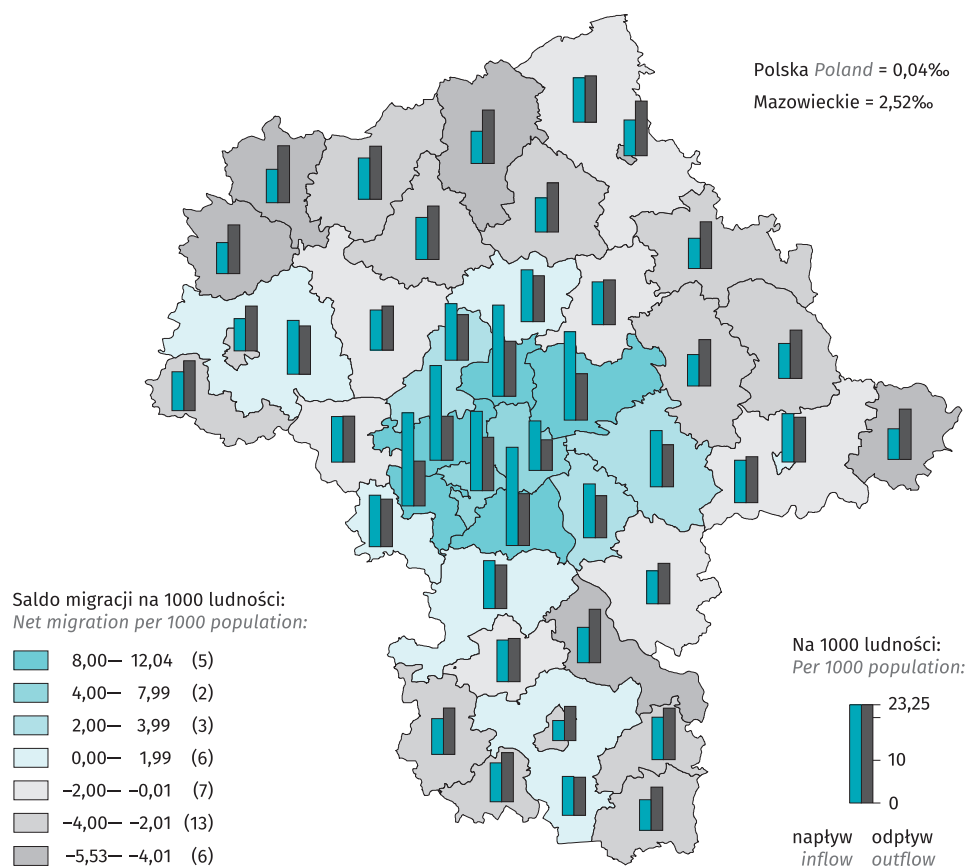 Polska Poland = 0,04‰
Mazowieckie = 2,52‰
Saldo migracji na 1000 ludności:
Net migration per 1000 population:
8,00— 12,04 (5)
4,00— 7,99 (2)
2,00— 3,99 (3)
0,00— 1,99 (6)
−2,00— −0,01 (7)
−4,00— −2,01 (13)
−5,53— −4,01 (6)
Na 1000 ludności:
Per 1000 population:
23,25
10
0
napływ odpływ
inflow outflow